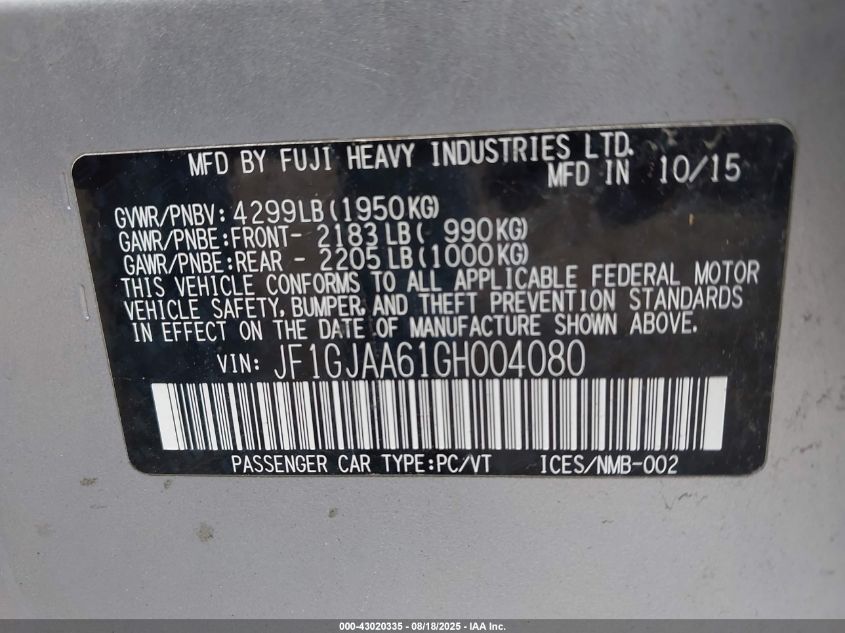 MFD BY FUJI HEAVY INDUSTRIES LTD.
MFD IN 10/15
GVWR/PNBV: 4299LB(1950KG)
GAWR/PNBE:FRONT- 2183LB( 990KG)
GAWR/PNBE:REAR - 2205LB(1000KG)
THIS VEHICLE CONFORMS TO ALL APPLICABLE FEDERAL MOTOR
VEHICLE SAFETY, BUMPER, AND THEFT PREVENTION STANDARDS
IN EFFECT ON THE DATE OF MANUFACTURE SHOWN ABOVE.
VIN: JF1GJAA61GH004080
PASSENGER CAR TYPE:PC/VT ICES/NMB-002
000-43020335 - 08/18/2025 - IAA Inc.